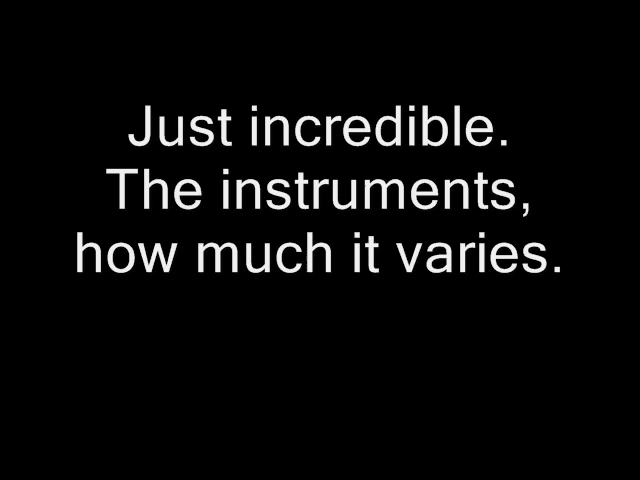 Just incredible.
The instruments,
how much it varies.